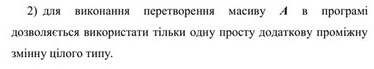 2) для виконання перетворення масиву A в програмі
дозволяється використати тільки одну просту додаткову проміжну
змінну цілого типу.